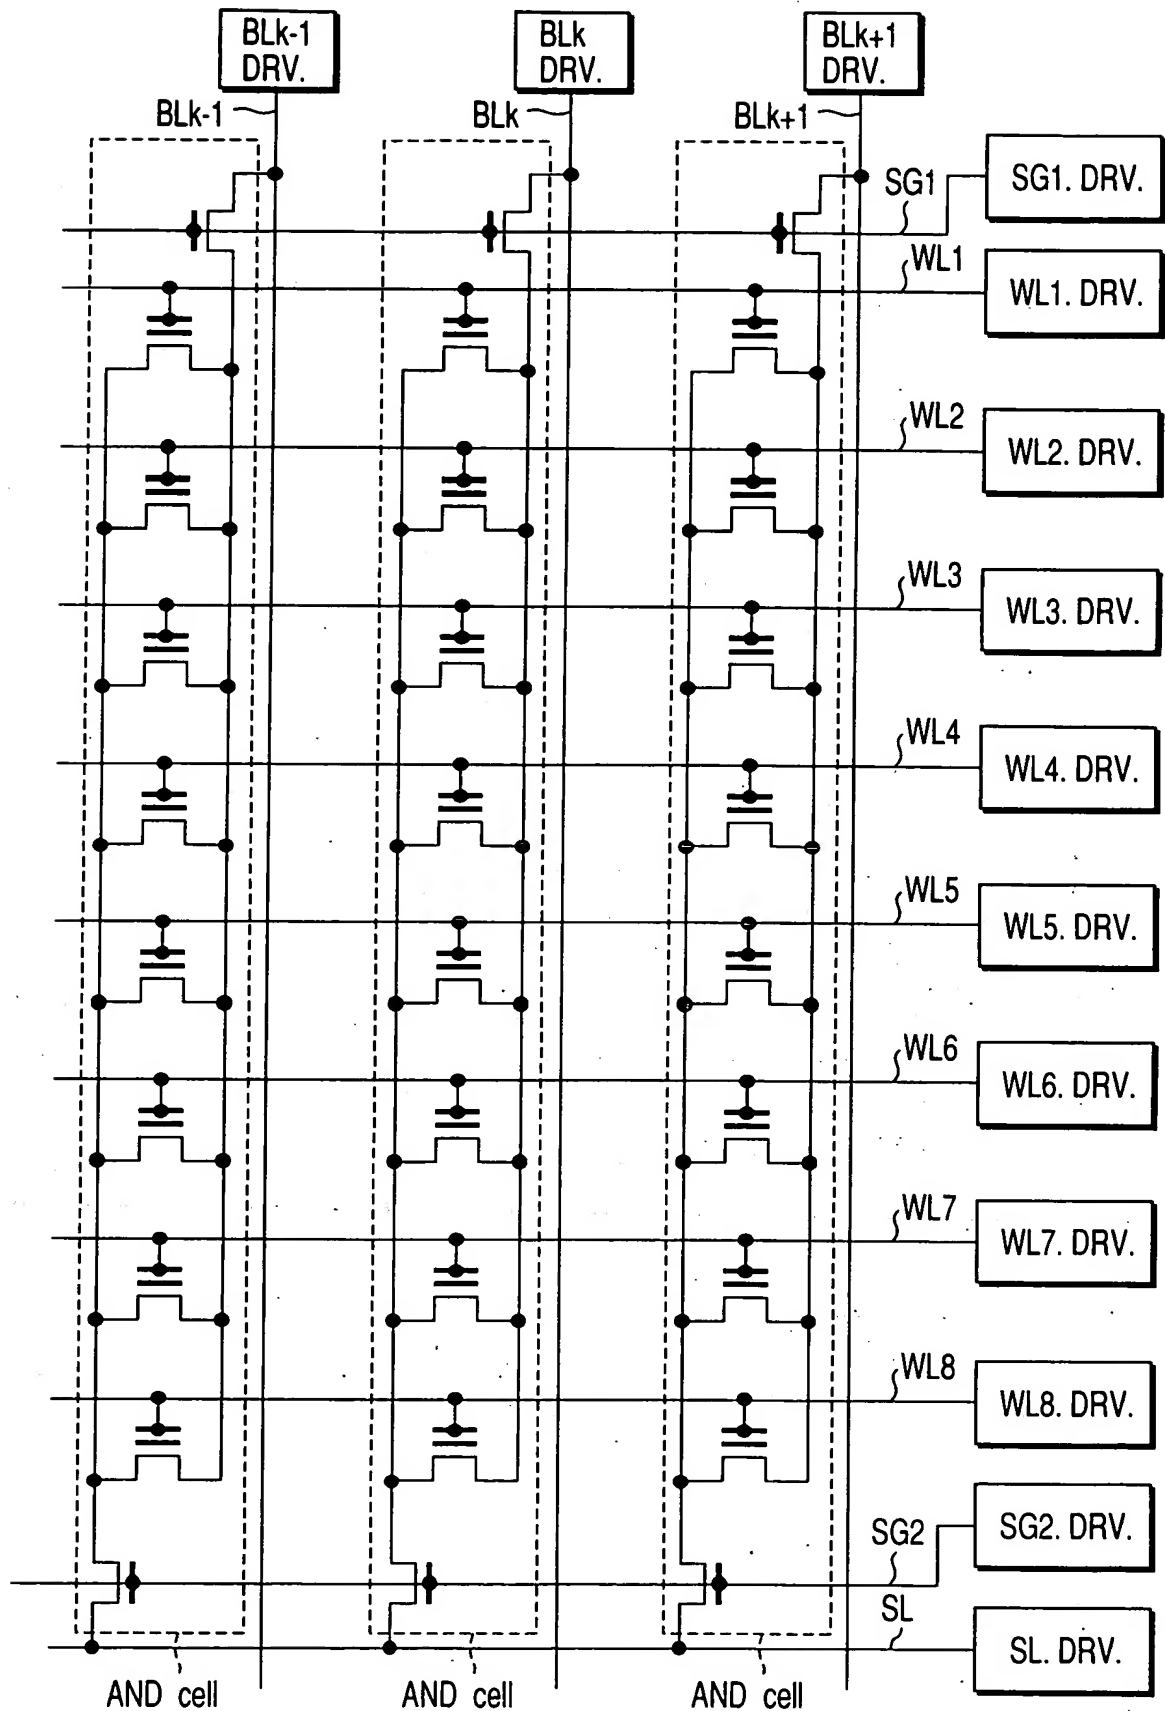 BLk-1
DRV.
BLk
DRV.
BLk+1
DRV.
BLk-1
BLk
BLk+1
SG1
SG1. DRV.
WL1
WL1. DRV.
WL2
WL2. DRV.
WL3
WL3. DRV.
WL4
WL4. DRV.
WL5
WL5. DRV.
WL6
WL6. DRV.
WL7
WL7. DRV.
WL8
WL8. DRV.
SG2
SG2. DRV.
SL
SL. DRV.
AND cell
AND cell
AND cell